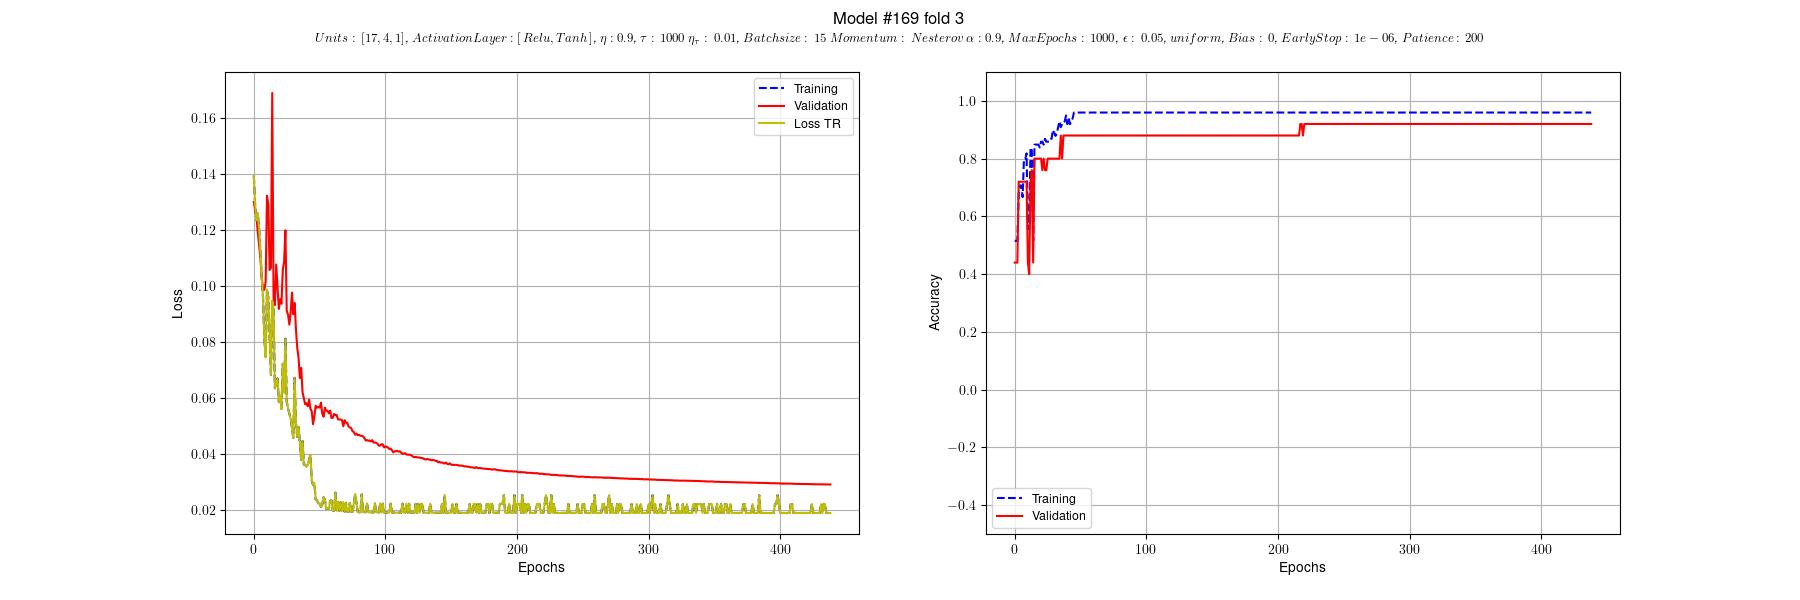 Model #169 fold 3
Units : [17, 4, 1], ActivationLayer : [ Relu, Tanh ], η : 0.9, τ : 1000 η_τ : 0.01, Batchsize : 15 Momentum : Nesterov α : 0.9, MaxEpochs : 1000, ϵ : 0.05, uniform, Bias : 0, EarlyStop : 1e − 06, Patience : 200
Training
Validation
Loss TR
0.16
0.14
0.12
0.10
0.08
0.06
0.04
0.02
Loss
0 100 200 300 400
Epochs
1.0
0.8
0.6
0.4
0.2
0.0
−0.2
−0.4
Accuracy
Training
Validation
0 100 200 300 400
Epochs